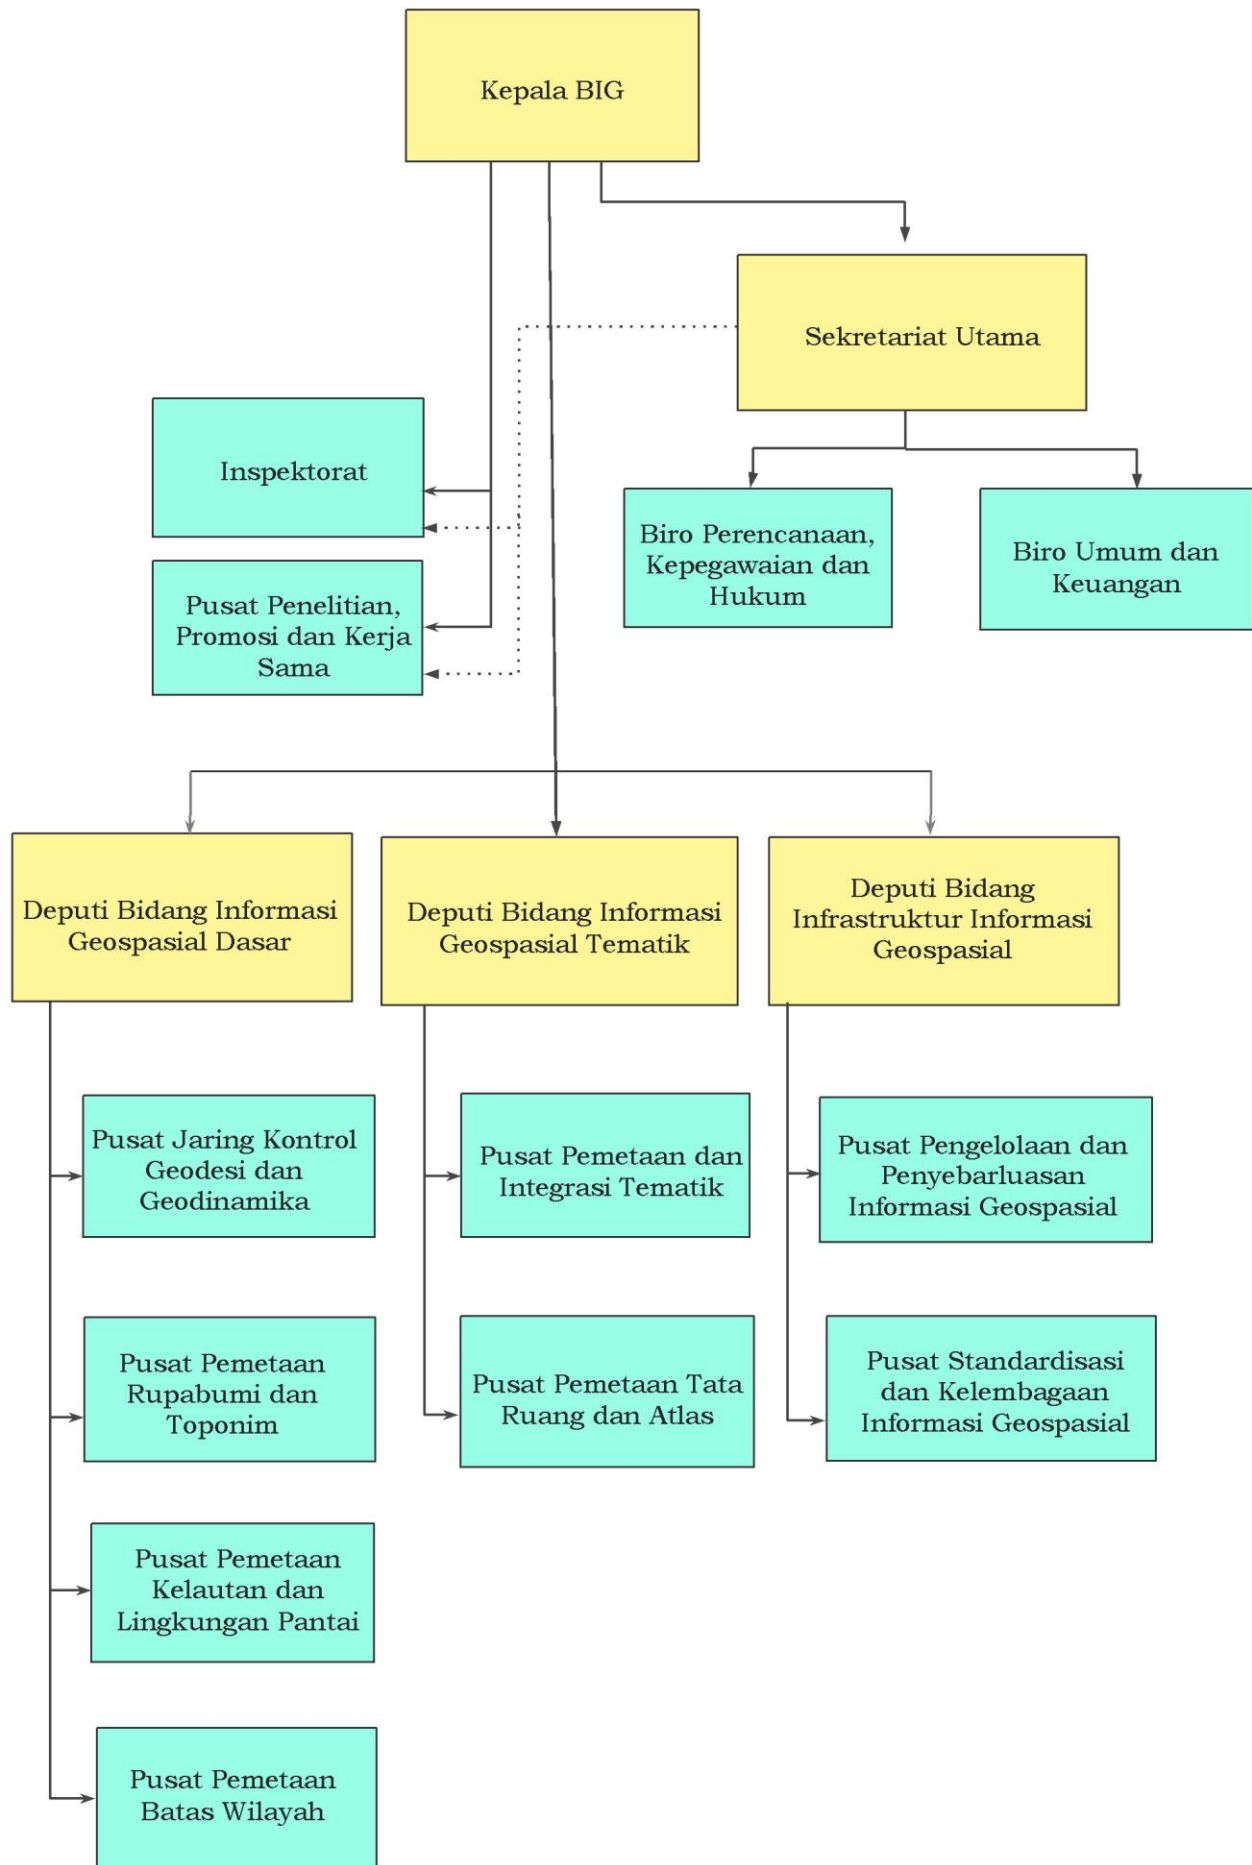 Kepala BIG
Sekretariat Utama
Inspektorat
Biro Perencanaan,
Kepegawaian dan
Hukum
Biro Umum dan
Keuangan
Pusat Penelitian,
Promosi dan Kerja
Sama
Deputi Bidang Informasi
Geospasial Dasar
Deputi Bidang Informasi
Geospasial Tematik
Deputi Bidang
Infrastruktur Informasi
Geospasial
Pusat Jaring Kontrol
Geodesi dan
Geodinamika
Pusat Pemetaan dan
Integrasi Tematik
Pusat Pengelolaan dan
Penyebarluasan
Informasi Geospasial
Pusat Pemetaan
Rupabumi dan
Toponim
Pusat Pemetaan Tata
Ruang dan Atlas
Pusat Standardisasi
dan Kelembagaan
Informasi Geospasial
Pusat Pemetaan
Kelautan dan
Lingkungan Pantai
Pusat Pemetaan
Batas Wilayah